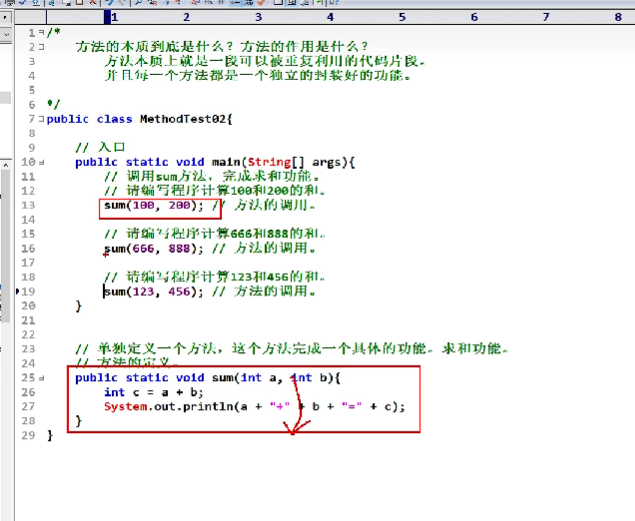 1 2 3 4 5 6 7 8
1 /*
2 方法的本质到底是什么？方法的作用是什么？
3 方法本质上就是一段可以被重复利用的代码片段。
4 并且每一个方法都是一个独立的封装好的功能。
5
6 */
7 public class MethodTest02{
8
9 // 入口
10 public static void main(String[] args){
11 // 调用sum方法，完成求和功能。
12 // 请编写程序计算100和200的和。
13 sum(100, 200); // 方法的调用。
14
15 // 请编写程序计算666和888的和。
16 sum(666, 888); // 方法的调用。
17
18 // 请编写程序计算123和456的和。
19 sum(123, 456); // 方法的调用。
20 }
21
22
23 // 单独定义一个方法，这个方法完成一个具体的功能。求和功能。
24 // 方法的定义。
25 public static void sum(int a, int b){
26 int c = a + b;
27 System.out.println(a + "+" + b + "=" + c);
28 }
29 }